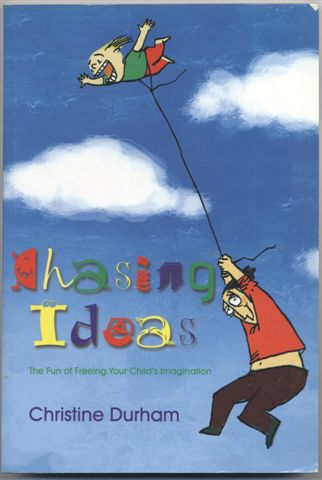 Chasing
Ideas
The Fun of Freeing Your Child's Imagination
Christine Durham